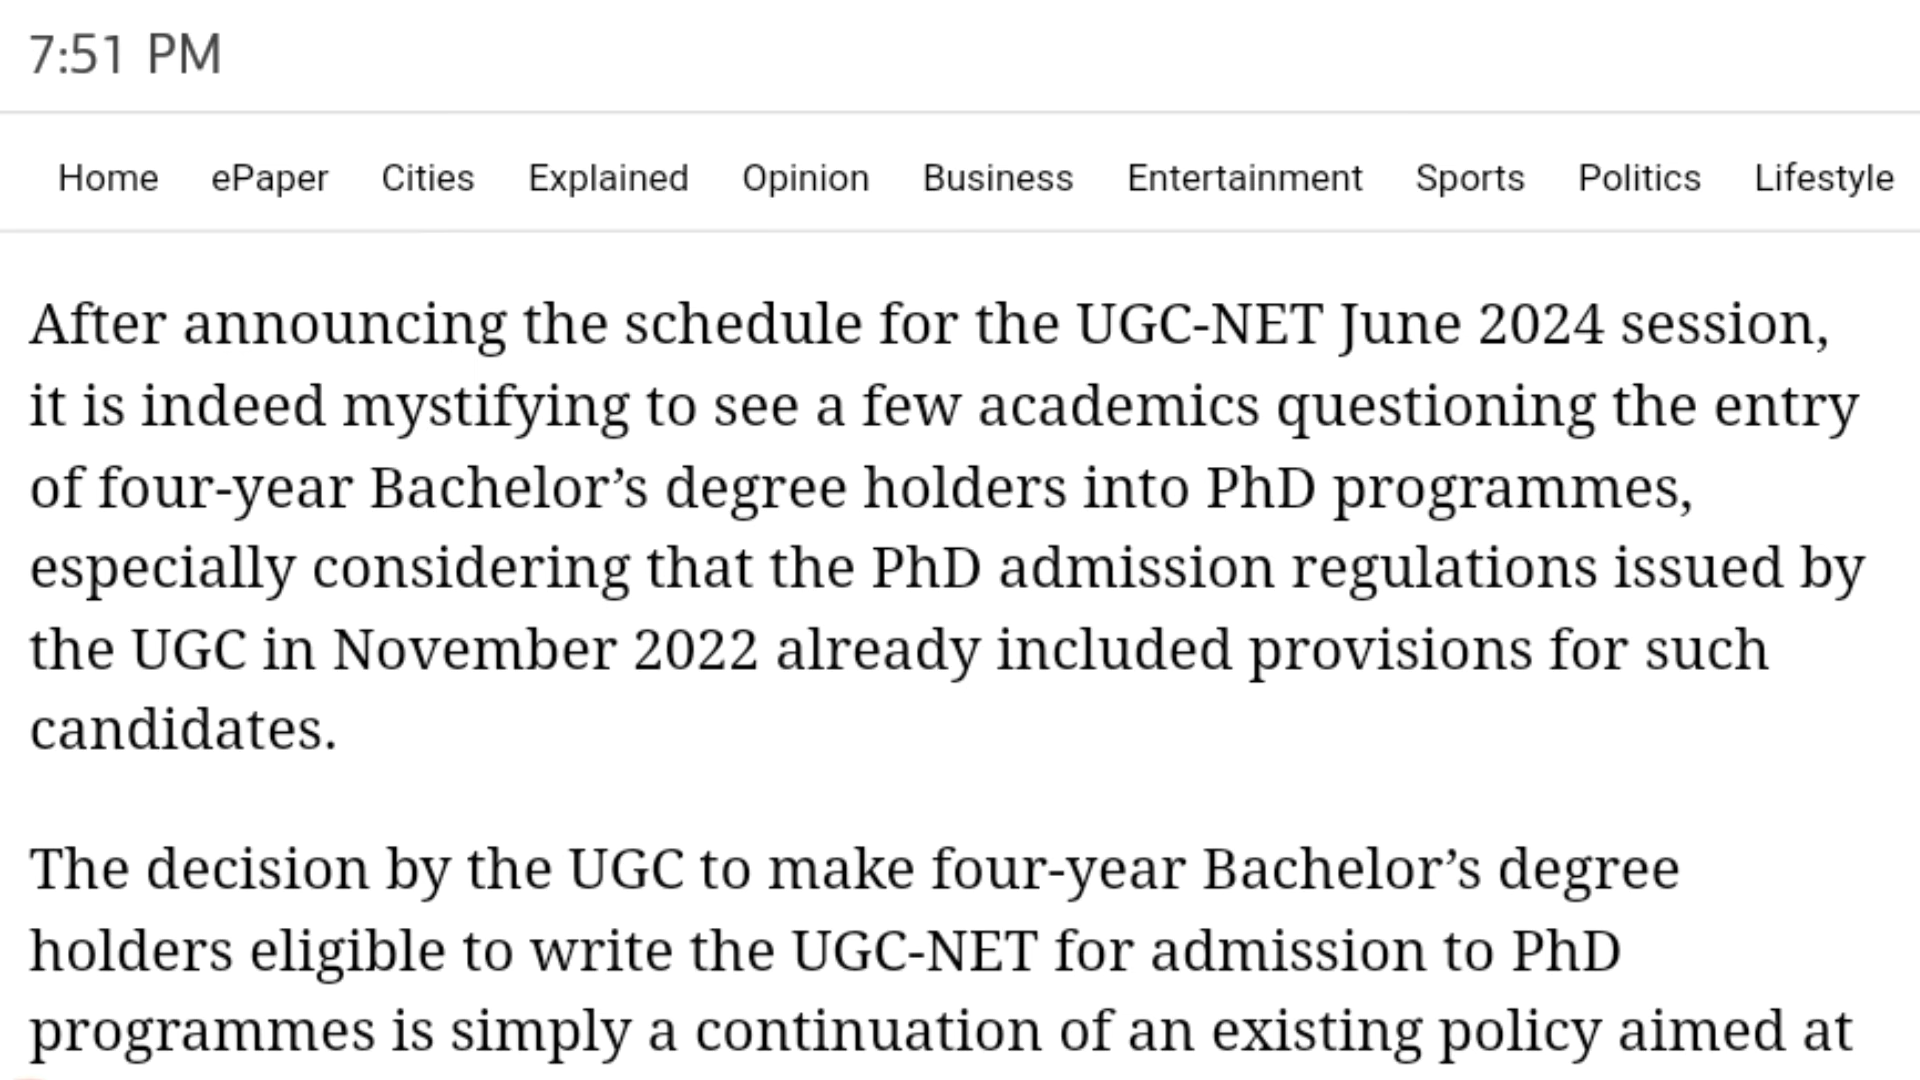 7:51 PM
Home ePaper Cities Explained Opinion Business Entertainment Sports Politics Lifestyle
After announcing the schedule for the UGC-NET June 2024 session,
it is indeed mystifying to see a few academics questioning the entry
of four-year Bachelor’s degree holders into PhD programmes,
especially considering that the PhD admission regulations issued by
the UGC in November 2022 already included provisions for such
candidates.
The decision by the UGC to make four-year Bachelor’s degree
holders eligible to write the UGC-NET for admission to PhD
programmes is simply a continuation of an existing policy aimed at